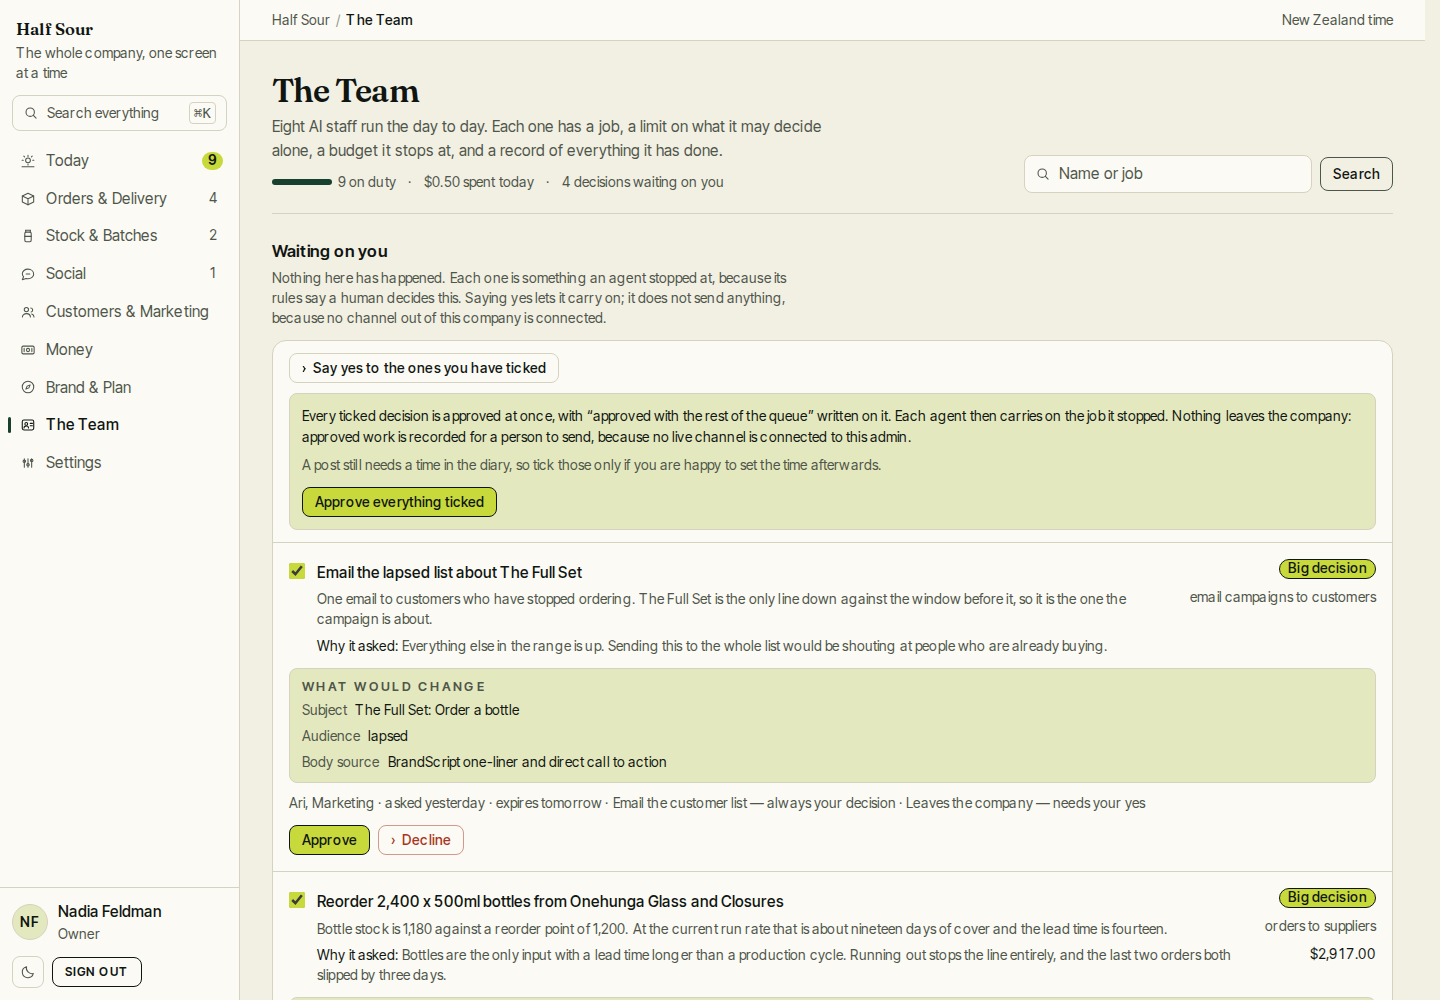 Half Sour
The whole company, one screen
at a time
Search everything
⌘K
Today
9
Orders & Delivery
4
Stock & Batches
2
Social
1
Customers & Marketing
Money
Brand & Plan
The Team
Settings
NF
Nadia Feldman
Owner
SIGN OUT
Half Sour / The Team
New Zealand time
The Team
Eight AI staff run the day to day. Each one has a job, a limit on what it may decide
alone, a budget it stops at, and a record of everything it has done.
9 on duty · $0.50 spent today · 4 decisions waiting on you
Name or job
Search
Waiting on you
Nothing here has happened. Each one is something an agent stopped at, because its
rules say a human decides this. Saying yes lets it carry on; it does not send anything,
because no channel out of this company is connected.
› Say yes to the ones you have ticked
Every ticked decision is approved at once, with “approved with the rest of the queue” written on it. Each agent then carries on the job it stopped. Nothing leaves the company:
approved work is recorded for a person to send, because no live channel is connected to this admin.
A post still needs a time in the diary, so tick those only if you are happy to set the time afterwards.
Approve everything ticked
Email the lapsed list about The Full Set
Big decision
One email to customers who have stopped ordering. The Full Set is the only line down against the window before it, so it is the one the
campaign is about.
email campaigns to customers
Why it asked: Everything else in the range is up. Sending this to the whole list would be shouting at people who are already buying.
WHAT WOULD CHANGE
Subject The Full Set: Order a bottle
Audience lapsed
Body source BrandScript one-liner and direct call to action
Ari, Marketing · asked yesterday · expires tomorrow · Email the customer list — always your decision · Leaves the company — needs your yes
Approve
› Decline
Reorder 2,400 x 500ml bottles from Onehunga Glass and Closures
Big decision
Bottle stock is 1,180 against a reorder point of 1,200. At the current run rate that is about nineteen days of cover and the lead time is fourteen.
orders to suppliers
Why it asked: Bottles are the only input with a lead time longer than a production cycle. Running out stops the line entirely, and the last two orders both
slipped by three days.
$2,917.00